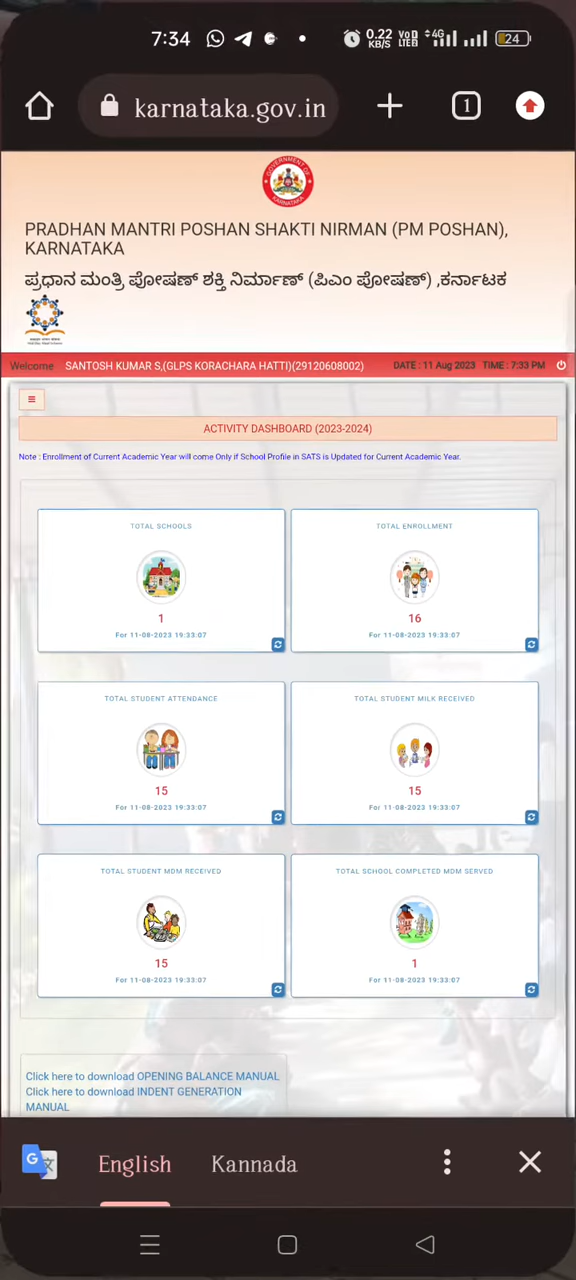 7:34
0.22 KB/S
Vo LTE
4G
24
karnataka.gov.in
1
GOVERNMENT OF KARNATAKA
PRADHAN MANTRI POSHAN SHAKTI NIRMAN (PM POSHAN),
KARNATAKA
ಪ್ರಧಾನ ಮಂತ್ರಿ ಪೋಷಣ್ ಶಕ್ತಿ ನಿರ್ಮಾಣ್ (ಪಿಎಂ ಪೋಷಣ್) ,ಕರ್ನಾಟಕ
Welcome SANTOSH KUMAR S,(GLPS KORACHARA HATTI)(29120608002) DATE : 11 Aug 2023 TIME : 7:33 PM
ACTIVITY DASHBOARD (2023-2024)
Note : Enrollment of Current Academic Year will come Only if School Profile in SATS is Updated for Current Academic Year.
TOTAL SCHOOLS
1
For 11-08-2023 19:33:07
TOTAL ENROLLMENT
16
For 11-08-2023 19:33:07
TOTAL STUDENT ATTENDANCE
15
For 11-08-2023 19:33:07
TOTAL STUDENT MILK RECEIVED
15
For 11-08-2023 19:33:07
TOTAL STUDENT MDM RECEIVED
15
For 11-08-2023 19:33:07
TOTAL SCHOOL COMPLETED MDM SERVED
1
For 11-08-2023 19:33:07
Click here to download OPENING BALANCE MANUAL
Click here to download INDENT GENERATION
MANUAL
English Kannada